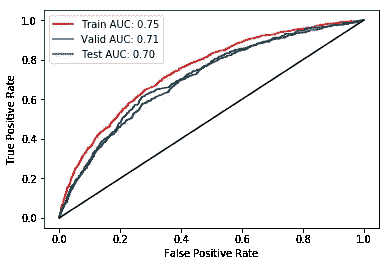 Train AUC: 0.75
Valid AUC: 0.71
Test AUC: 0.70
True Positive Rate
1.0
0.8
0.6
0.4
0.2
0.0
0.0 0.2 0.4 0.6 0.8 1.0
False Positive Rate